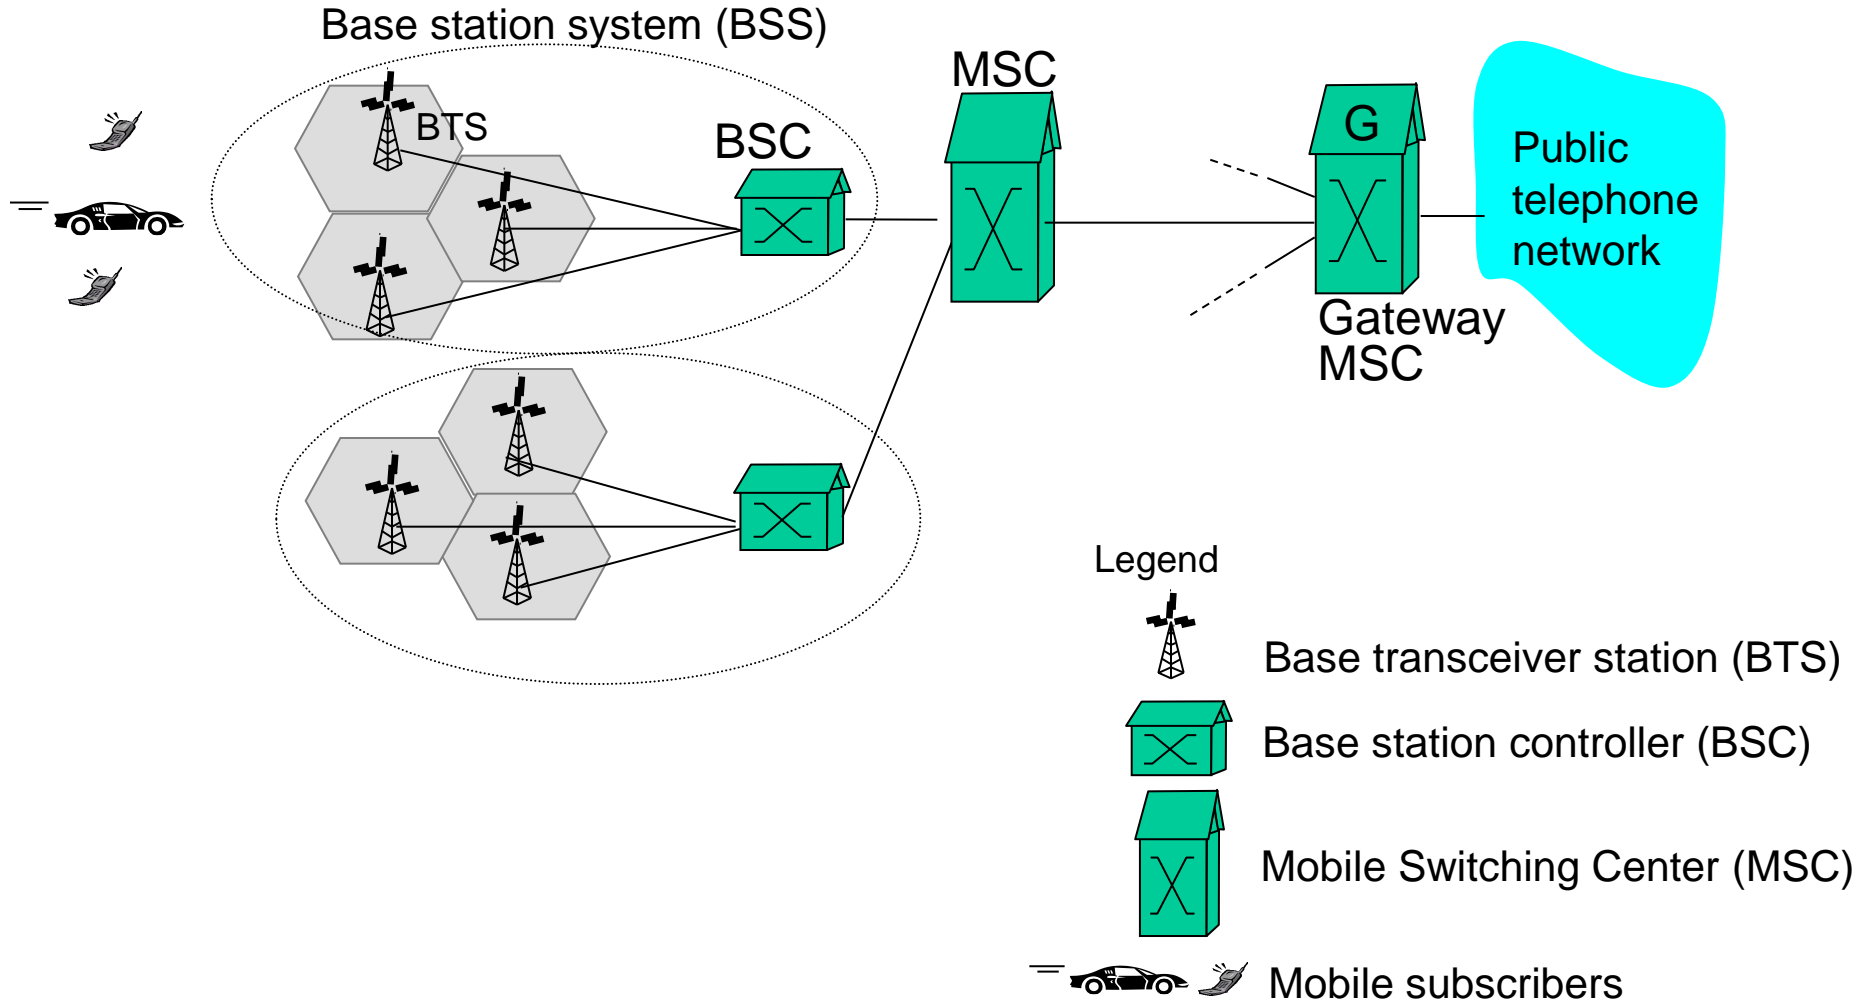 Base station system (BSS)
MSC
BTS
BSC
G
Public
telephone
network
Gateway
MSC
Legend
Base transceiver station (BTS)
Base station controller (BSC)
Mobile Switching Center (MSC)
Mobile subscribers